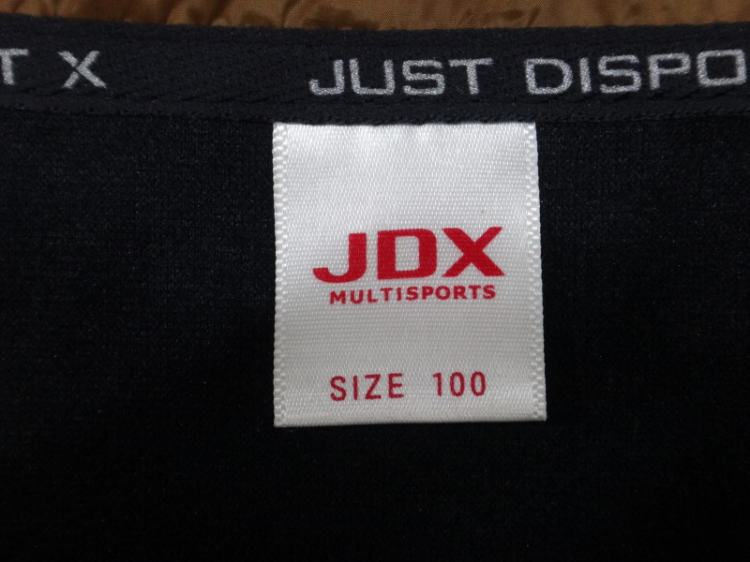 T X JUST DISPO
JDX
MULTISPORTS
SIZE 100